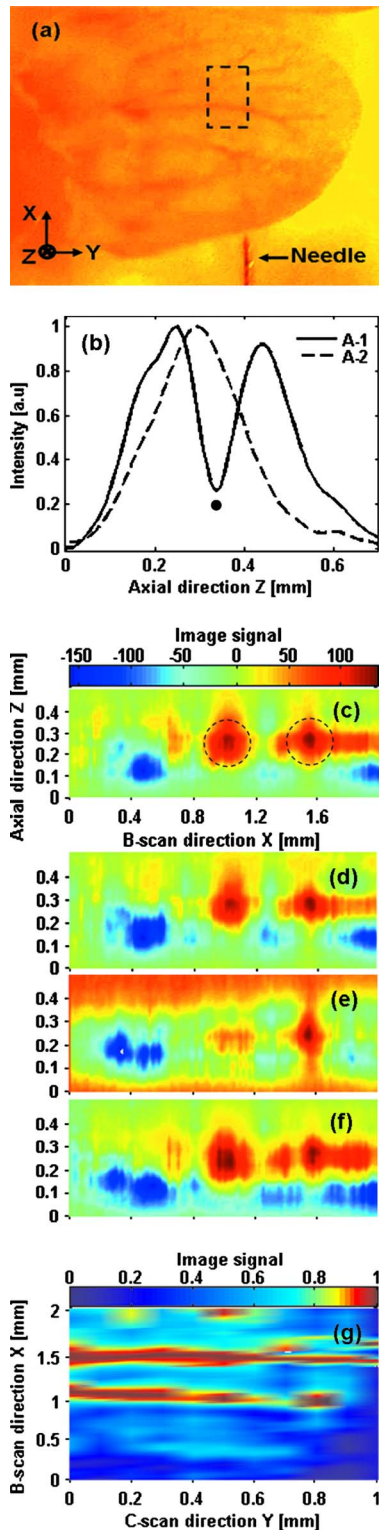 (a)
X
Z
Y
Needle
(b)
A-1
A-2
Intensity [a.u]
1
0.8
0.6
0.4
0.2
0
0 0.2 0.4 0.6
Axial direction Z [mm]
Image signal
-150 -100 -50 0 50 100
Axial direction Z [mm]
(c)
0.4
0.3
0.2
0.1
0
0 0.4 0.8 1.2 1.6
B-scan direction X [mm]
(d)
0.4
0.3
0.2
0.1
0
(e)
0.4
0.3
0.2
0.1
0
(f)
0.4
0.3
0.2
0.1
0
Image signal
0 0.2 0.4 0.6 0.8 1
B-scan direction X [mm]
(g)
2
1.5
1
0.5
0
0 0.2 0.4 0.6 0.8 1
C-scan direction Y [mm]